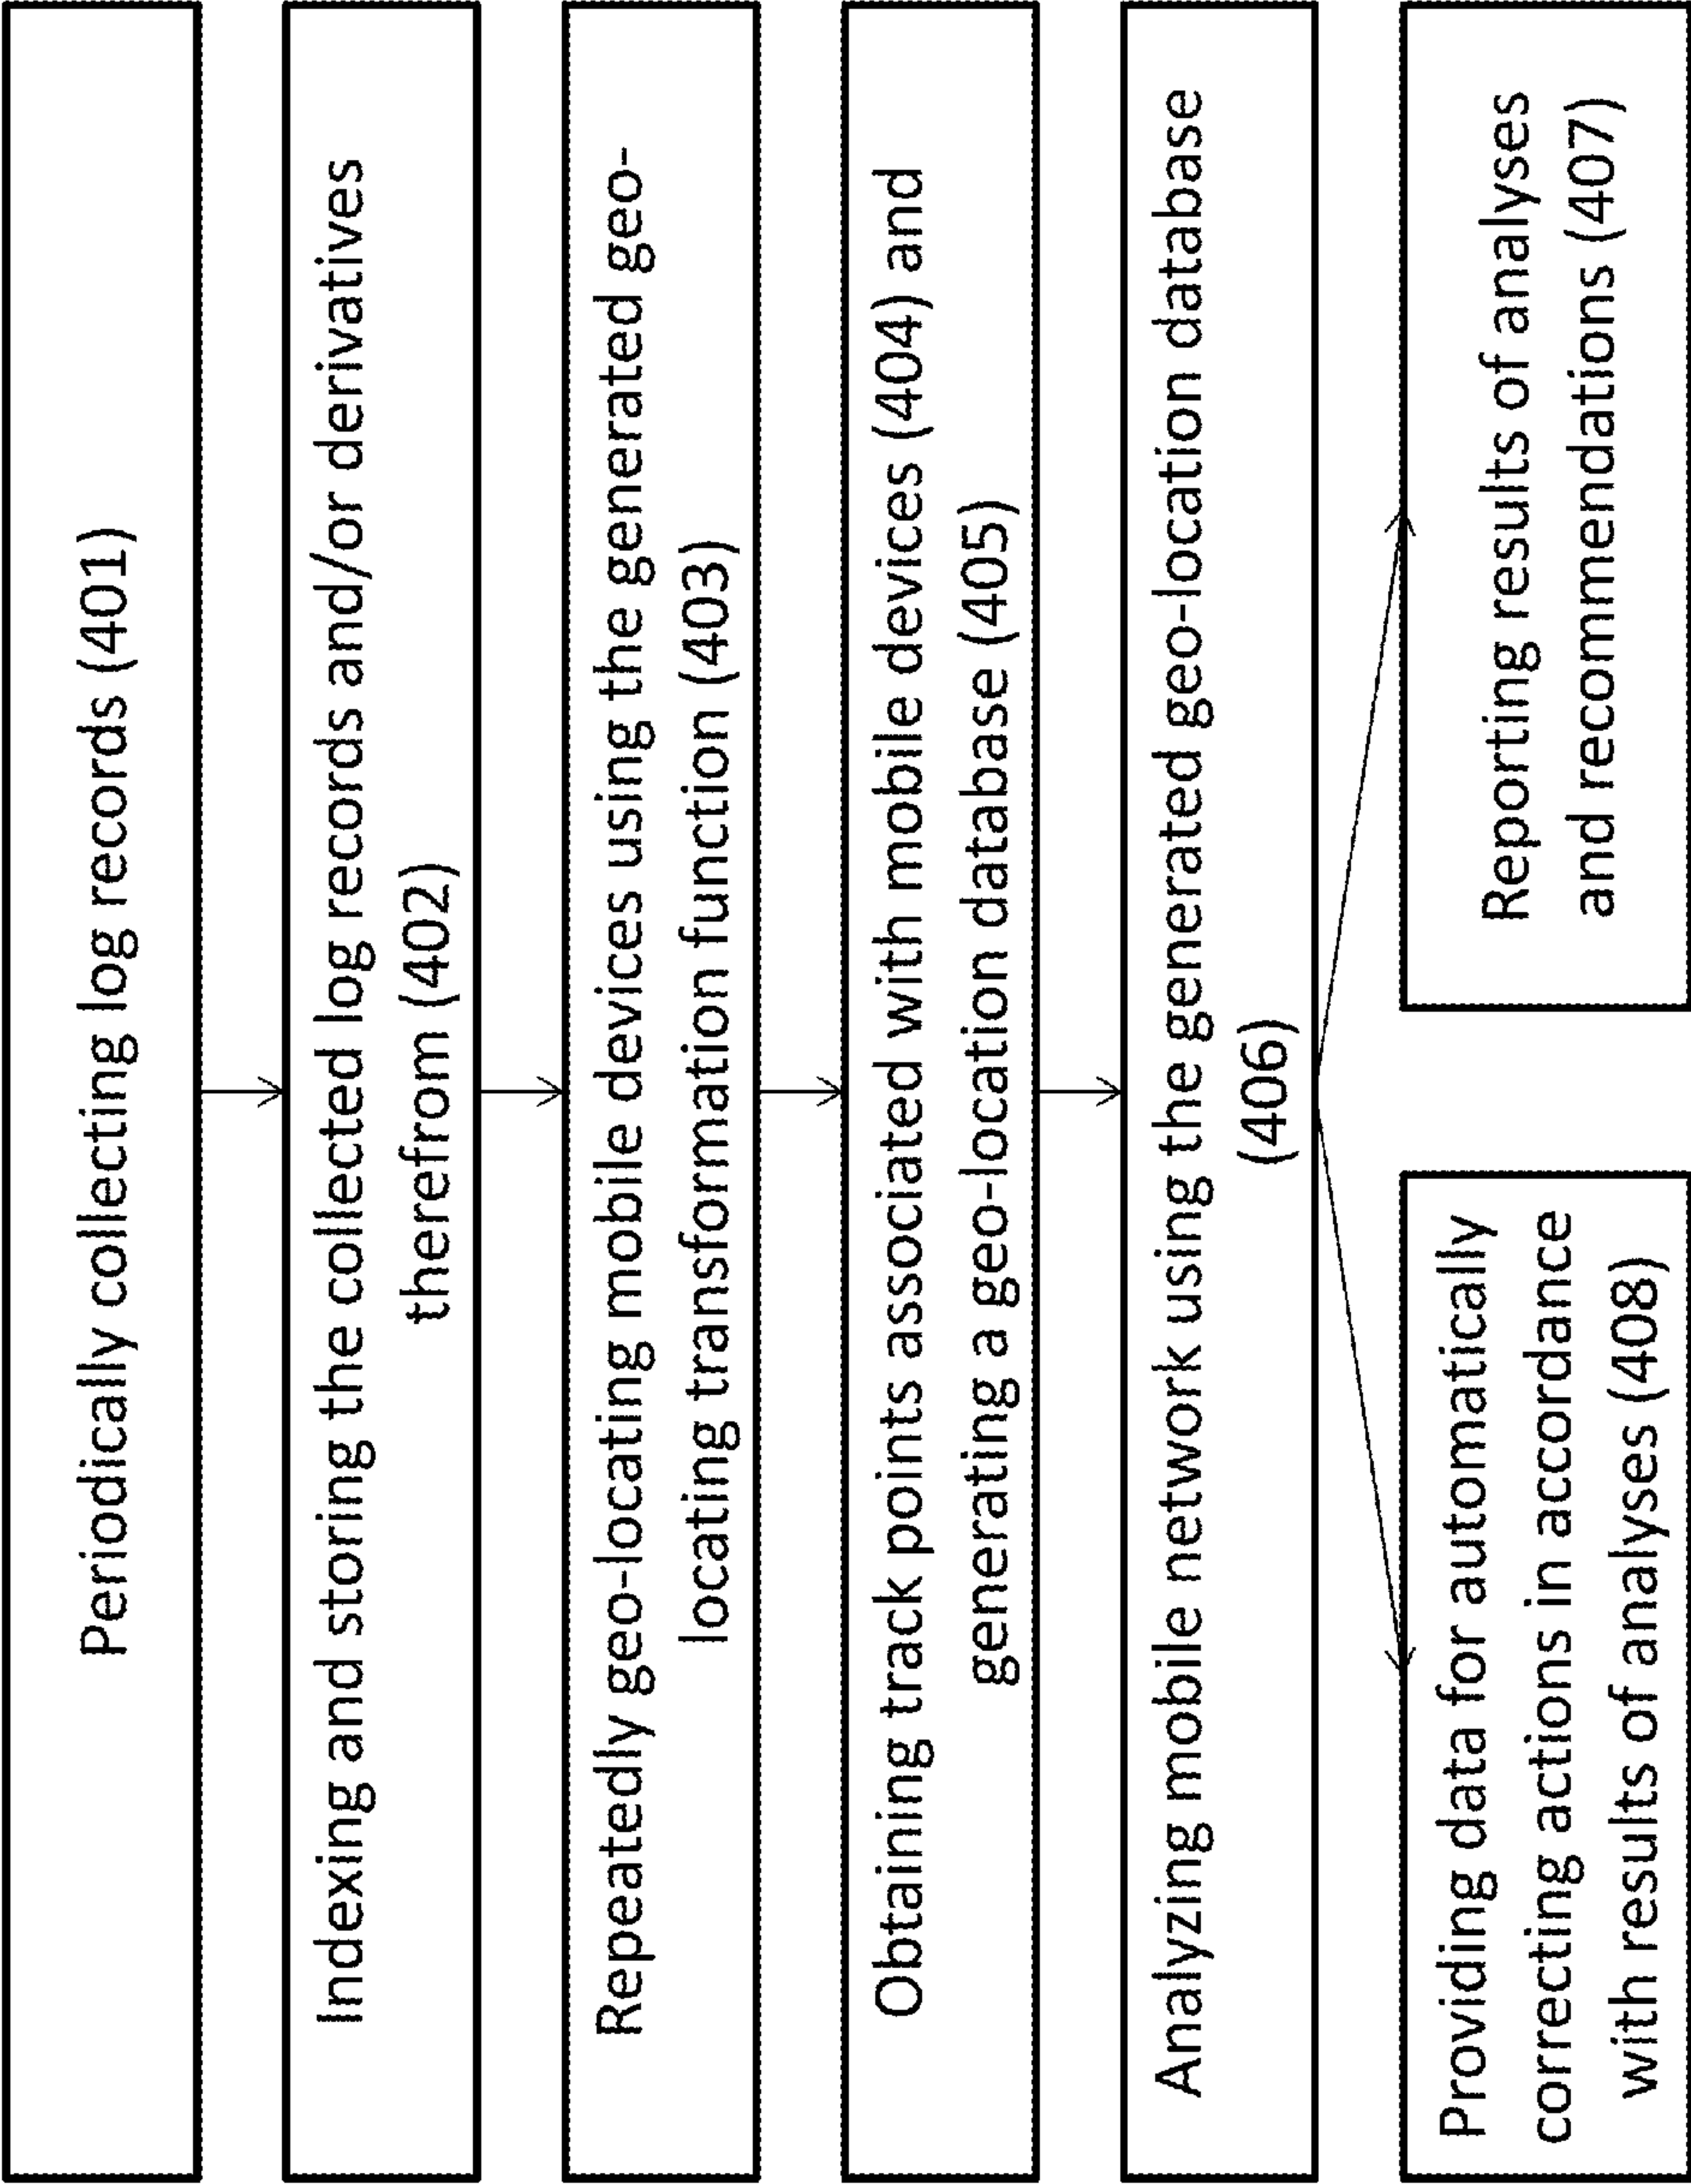 Periodically collecting log records (401)
Indexing and storing the collected log records and/or derivatives
therefrom (402)
Repeatedly geo-locating mobile devices using the generated geo-
locating transformation function (403)
Obtaining track points associated with mobile devices (404) and
generating a geo-location database (405)
Analyzing mobile network using the generated geo-location database
(406)
Providing data for automatically
correcting actions in accordance
with results of analyses (408)
Reporting results of analyses
and recommendations (407)